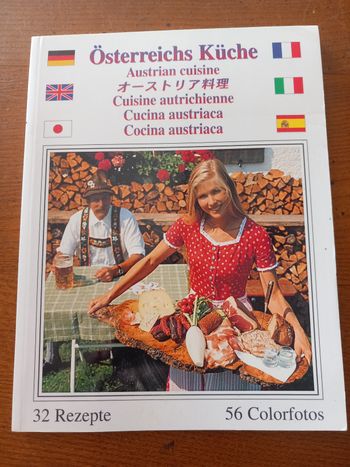 Österreichs Küche
Austrian cuisine
オーストリア料理
Cuisine autrichienne
Cucina austriaca
Cocina austriaca
32 Rezepte 56 Colorfotos